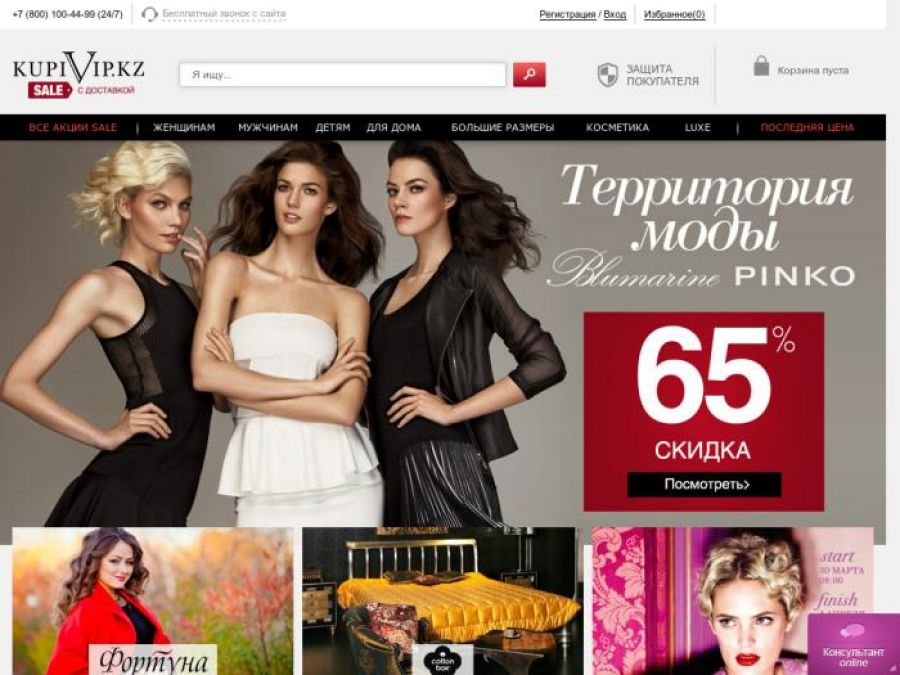 +7 (800) 100-44-99 (24/7)
Бесплатный звонок с сайта
Регистрация / Вход
Избранное(0)
KUPIVIP.KZ
SALE С ДОСТАВКОЙ
Я ищу...
ЗАЩИТА
ПОКУПАТЕЛЯ
Корзина пуста
ВСЕ АКЦИИ SALE | ЖЕНЩИНАМ МУЖЧИНАМ ДЕТЯМ ДЛЯ ДОМА БОЛЬШИЕ РАЗМЕРЫ КОСМЕТИКА LUXE | ПОСЛЕДНЯЯ ЦЕНА
Территория
моды
Blumarine PINKO
65%
СКИДКА
Посмотреть>
Фортуна
cotton
box
start
30 МАРТА
08:00
finish
Консультант
online